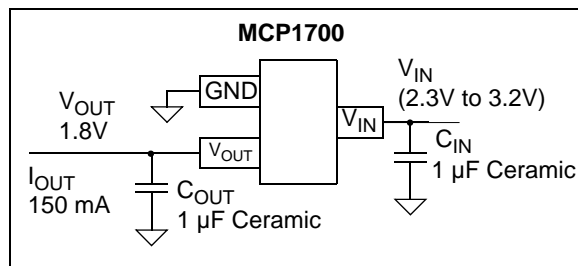 MCP1700
GND
VIN
VOUT
VIN
(2.3V to 3.2V)
CIN
1 µF Ceramic
VOUT
1.8V
IOUT
150 mA
COUT
1 µF Ceramic